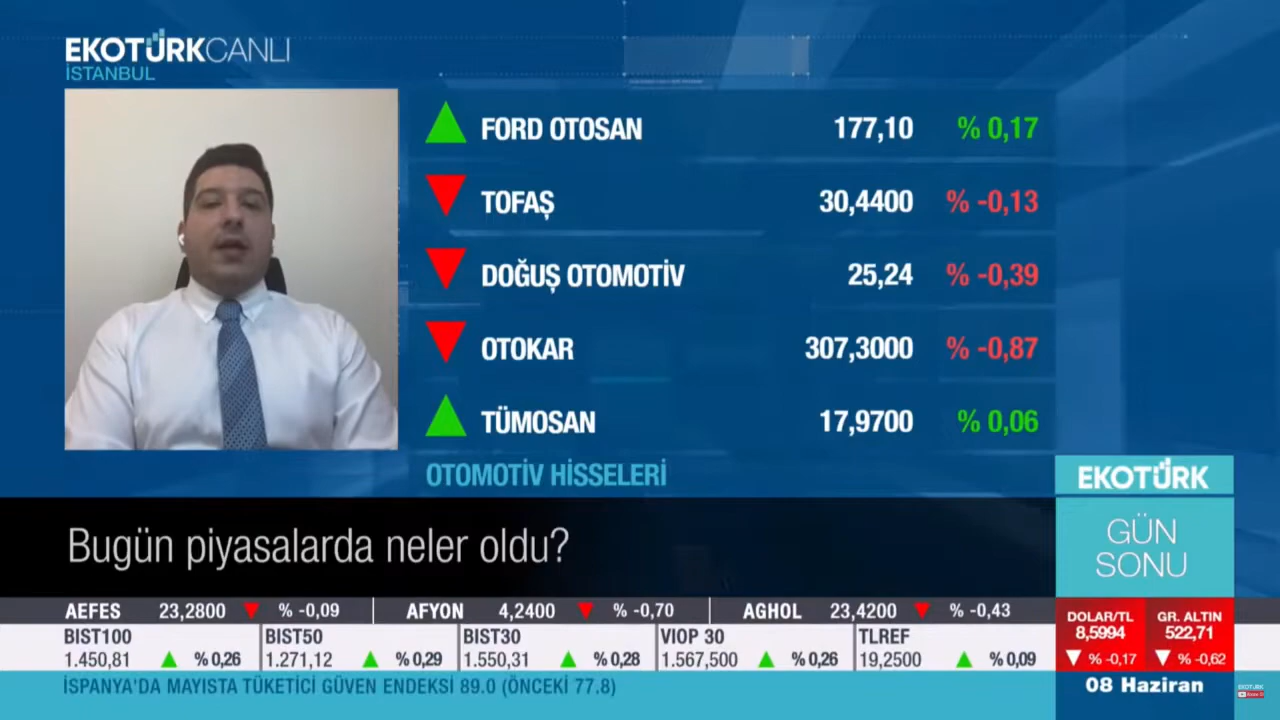 EKOTÜRK CANLI
İSTANBUL
FORD OTOSAN 177,10 % 0,17
TOFAŞ 30,4400 % -0,13
DOĞUŞ OTOMOTİV 25,24 % -0,39
OTOKAR 307,3000 % -0,87
TÜMOSAN 17,9700 % 0,06
OTOMOTİV HİSSELERİ
EKOTÜRK
GÜN
SONU
Bugün piyasalarda neler oldu?
AEFES 23,2800 % -0,09 AFYON 4,2400 % -0,70 AGHOL 23,4200 % -0,43
BIST100 BIST50 BIST30 VIOP 30 TLREF
1.450,81 % 0,26 1.271,12 % 0,29 1.550,31 % 0,28 1.567,500 % 0,26 19,2500 % 0,09
DOLAR/TL GR. ALTIN
8,5994 522,71
% -0,17 % -0,62
İSPANYA'DA MAYISTA TÜKETİCİ GÜVEN ENDEKSİ 89.0 (ÖNCEKİ 77.8)
08 Haziran
EKOTÜRK